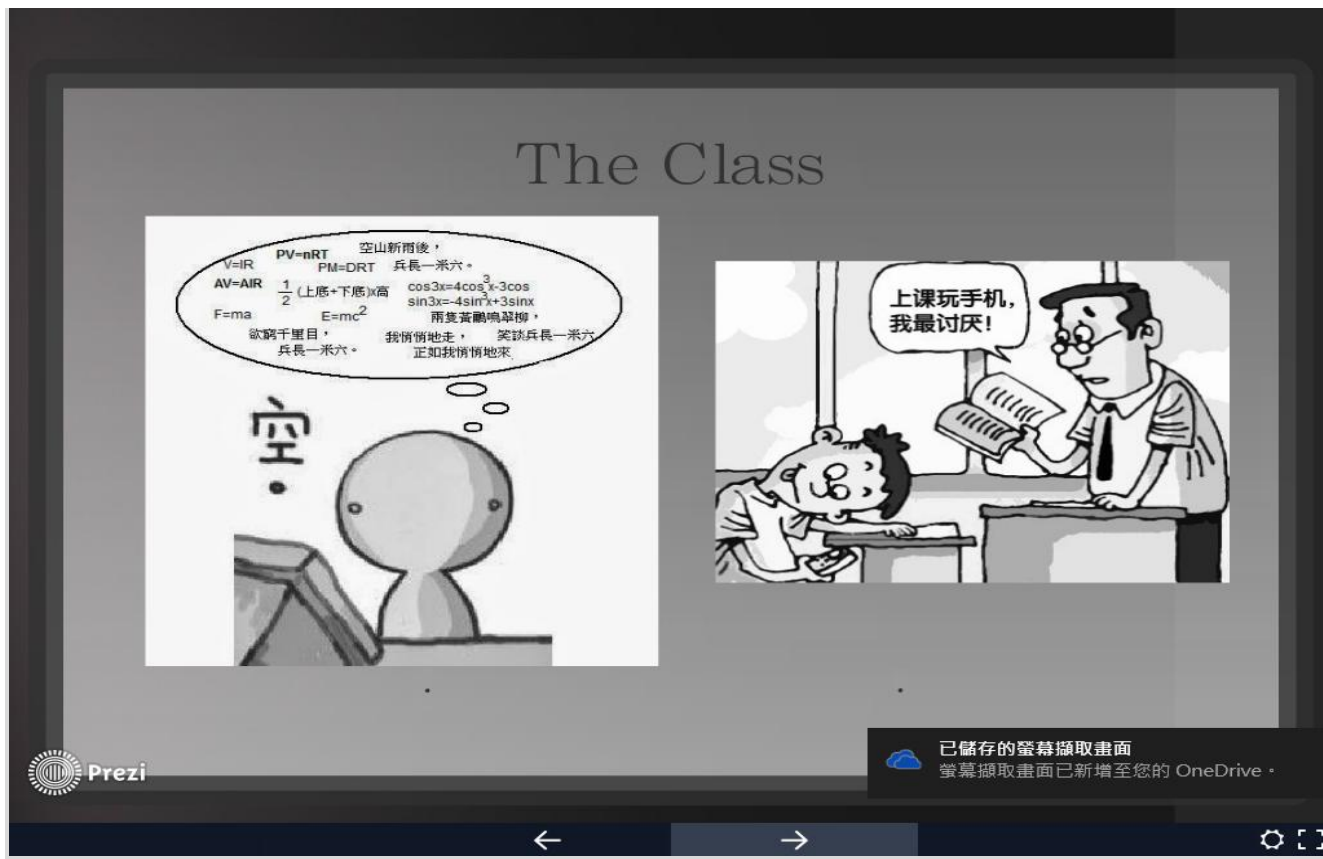 The Class
PV=nRT
空山新雨後，
V=IR
PM=DRT
兵長一米六。
AV=AIR
1/2 (上底+下底)x高
cos3x=4cos³x-3cos
sin3x=-4sin³x+3sinx
F=ma
E=mc²
兩隻黃鸝鳴翠柳，
欲窮千里目，
我悄悄地走，
笑談兵長一米六
兵長一米六。
正如我悄悄地來
空
上课玩手机，
我最讨厌！
Prezi
已儲存的螢幕擷取畫面
螢幕擷取畫面已新增至您的 OneDrive。